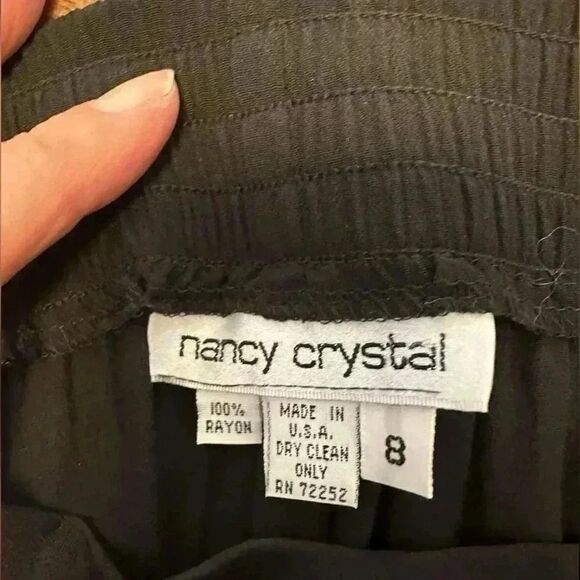 nancy crystal
100%
RAYON
MADE IN
U.S.A.
DRY CLEAN
ONLY
RN 72252
8